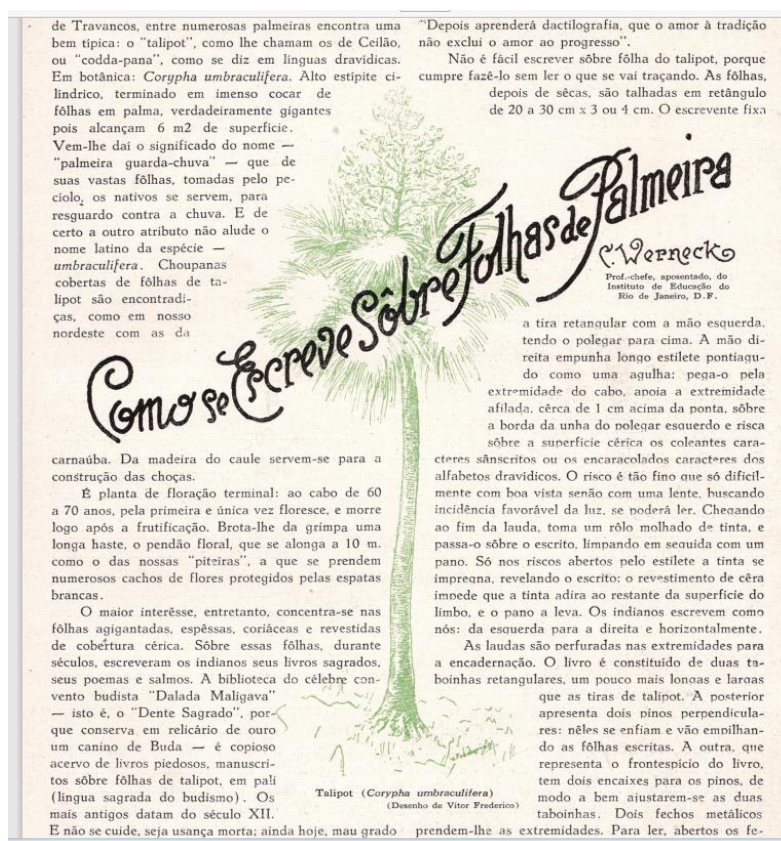 de Travancos, entre numerosas palmeiras encontra uma
bem típica: o "talipot", como lhe chamam os de Ceilão,
ou "codda-pana", como se diz em línguas dravídicas.
Em botânica: Corypha umbraculifera. Alto estipite ci-
líndrico, terminado em imenso cocar de
fôlhas em palma, verdadeiramente gigantes
pois alcançam 6 m2 de superfície.
Vem-lhe daí o significado do nome —
"palmeira guarda-chuva" — que de
suas vastas fôlhas, tomadas pelo pe-
cíolo, os nativos se servem, para
resguardo contra a chuva. E de
certo a outro atributo não alude o
nome latino da espécie —
umbraculifera. Choupanas
cobertas de fôlhas de ta-
lipot são encontradi-
ças, como em nosso
nordeste com as da
Como se Escreve Sôbre Folhas de Palmeira
carnaúba. Da madeira do caule servem-se para a
construção das choças.
É planta de floração terminal: ao cabo de 60
a 70 anos, pela primeira e única vez floresce, e morre
logo após a frutificação. Brota-lhe da grimpa uma
longa haste, o pendão floral, que se alonga a 10 m.
como o das nossas "piteiras", a que se prendem
numerosos cachos de flores protegidos pelas espatas
brancas.
O maior interêsse, entretanto, concentra-se nas
fôlhas agigantadas, espêssas, coriáceas e revestidas
de cobertura cérica. Sôbre essas fôlhas, durante
séculos, escreveram os indianos seus livros sagrados,
seus poemas e salmos. A biblioteca do célebre con-
vento budista "Dalada Maligava"
— isto é, o "Dente Sagrado", por-
que conserva em relicário de ouro
um canino de Buda — é copioso
acervo de livros piedosos, manuscri-
tos sôbre fôlhas de talipot, em pali
(língua sagrada do budismo). Os
mais antigos datam do século XII.
E não se cuide, seja usança morta; ainda hoje, mau grado
Talipot (Corypha umbraculifera)
(Desenho de Vitor Frederico)
"Depois aprenderá dactilografia, que o amor à tradição
não exclui o amor ao progresso".
Não é fácil escrever sôbre fôlha do talipot, porque
cumpre fazê-lo sem ler o que se vai traçando. As fôlhas,
depois de sêcas, são talhadas em retângulo
de 20 a 30 cm x 3 ou 4 cm. O escrevente fixa
C. Werneck
Prof.-chefe, aposentado, do
Instituto de Educação do
Rio de Janeiro, D.F.
a tira retangular com a mão esquerda,
tendo o polegar para cima. A mão di-
reita empunha longo estilete pontiagu-
do como uma agulha: pega-o pela
extremidade do cabo, apoia a extremidade
afilada, cêrca de 1 cm acima da ponta, sôbre
a borda da unha do polegar esquerdo e risca
sôbre a superfície cérica os coleantes cara-
cteres sânscritos ou os encaracolados caracteres dos
alfabetos dravídicos. O risco é tão fino que só dificil-
mente com boa vista senão com uma lente, buscando
incidência favorável da luz, se poderá ler. Chegando
ao fim da lauda, toma um rôlo molhado de tinta, e
passa-o sôbre o escrito, limpando em seguida com um
pano. Só nos riscos abertos pelo estilete a tinta se
impregna, revelando o escrito: o revestimento de cêra
impede que a tinta adira ao restante da superfície do
limbo, e o pano a leva. Os indianos escrevem como
nós: da esquerda para a direita e horizontalmente.
As laudas são perfuradas nas extremidades para
a encadernação. O livro é constituído de duas ta-
boinhas retangulares, um pouco mais longas e largas
que as tiras de talipot. A posterior
apresenta dois pinos perpendicula-
res: nêles se enfiam e vão empilhan-
do as fôlhas escritas. A outra, que
representa o frontespício do livro,
tem dois encaixes para os pinos, de
modo a bem ajustarem-se as duas
taboinhas. Dois fechos metálicos
prendem-lhe as extremidades. Para ler, abertos os fe-